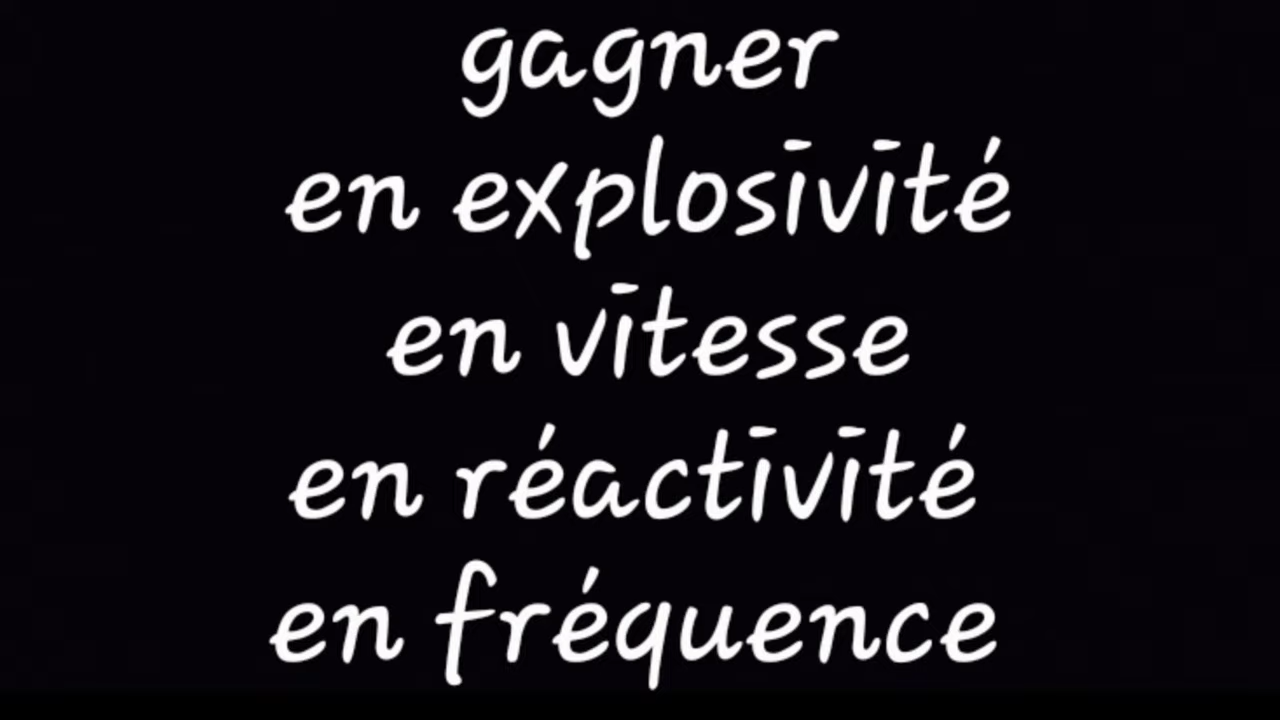 gagner
en explosivité
en vitesse
en réactivité
en fréquence